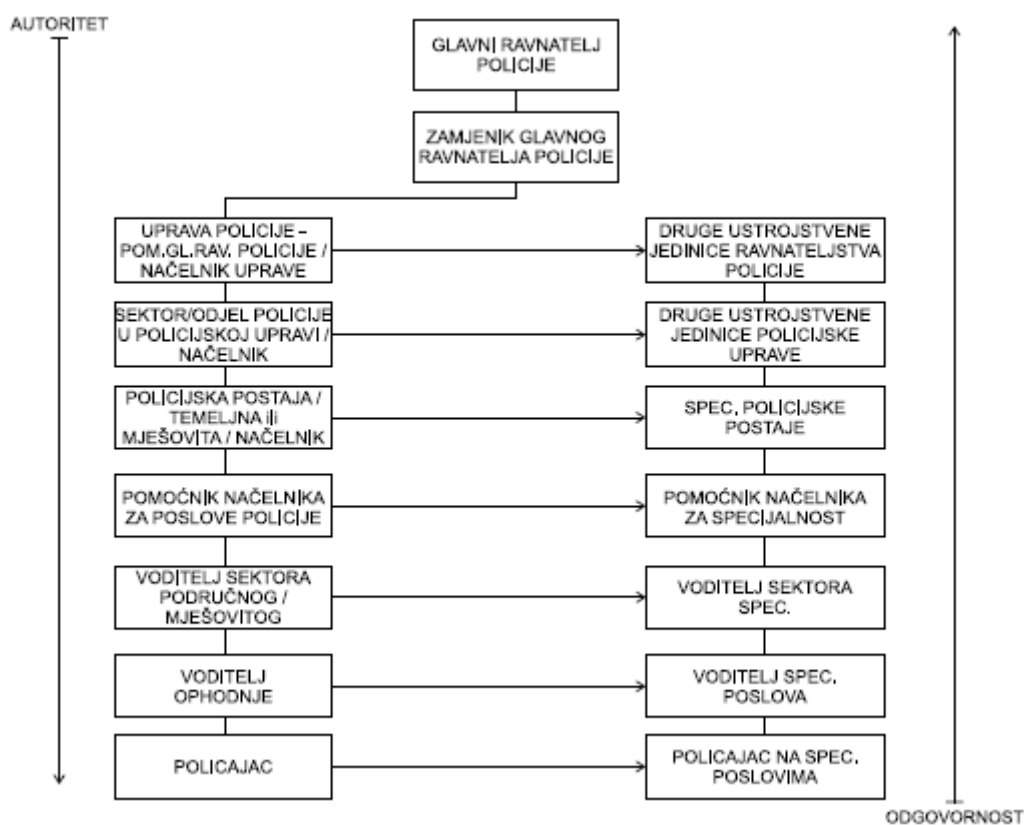 AUTORITET
GLAVNI RAVNATELJ
POLICIJE
ZAMJENIK GLAVNOG
RAVNATELJA POLICIJE
UPRAVA POLICIJE –
POM.GL.RAV. POLICIJE /
NAČELNIK UPRAVE
DRUGE USTROJSTVENE
JEDINICE RAVNATELJSTVA
POLICIJE
SEKTOR/ODJEL POLICIJE
U POLICIJSKOJ UPRAVI /
NAČELNIK
DRUGE USTROJSTVENE
JEDINICE POLICIJSKE
UPRAVE
POLICIJSKA POSTAJA /
TEMELJNA ili
MJEŠOVITA / NAČELNIK
SPEC. POLICIJSKE
POSTAJE
POMOĆNIK NAČELNIKA
ZA POSLOVE POLICIJE
POMOĆNIK NAČELNIKA
ZA SPECIJALNOST
VODITELJ SEKTORA
PODRUČNOG /
MJEŠOVITOG
VODITELJ SEKTORA
SPEC.
VODITELJ
OPHODNJE
VODITELJ SPEC.
POSLOVA
POLICAJAC
POLICAJAC NA SPEC.
POSLOVIMA
ODGOVORNOST